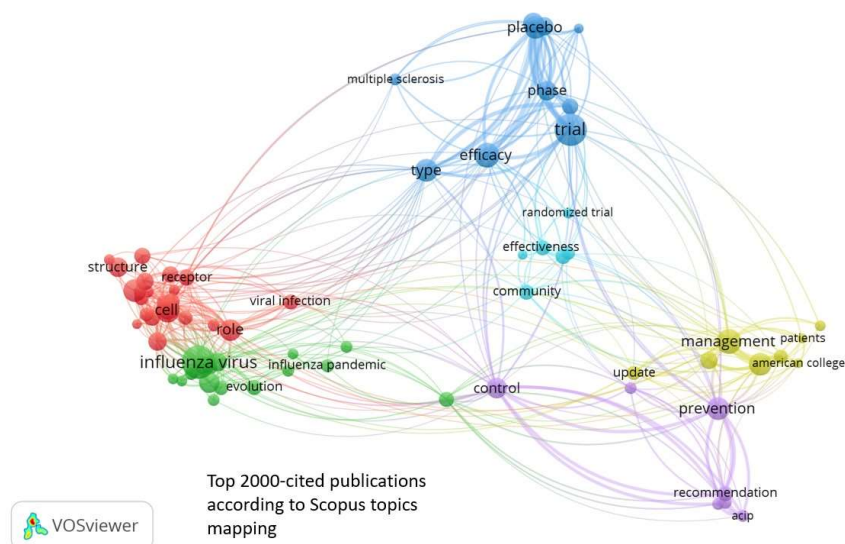 placebo
multiple sclerosis
phase
trial
efficacy
type
randomized trial
effectiveness
structure
receptor
community
viral infection
cell
role
management
patients
influenza virus
influenza pandemic
american college
update
evolution
control
prevention
Top 2000-cited publications
according to Scopus topics
mapping
recommendation
acip
VOSviewer